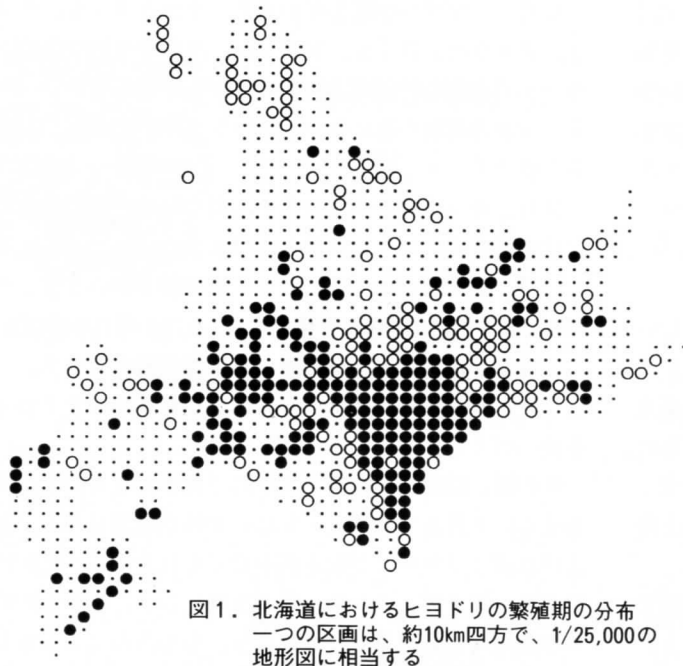 図1．北海道におけるヒヨドリの繁殖期の分布
一つの区画は、約10km四方で、1/25,000の
地形図に相当する